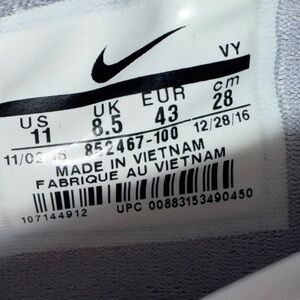 VY
US UK EUR cm
11 8.5 43 28
852467-100 12/28/16
MADE IN VIETNAM
FABRIQUE AU VIETNAM
107144912 UPC 00883153490450